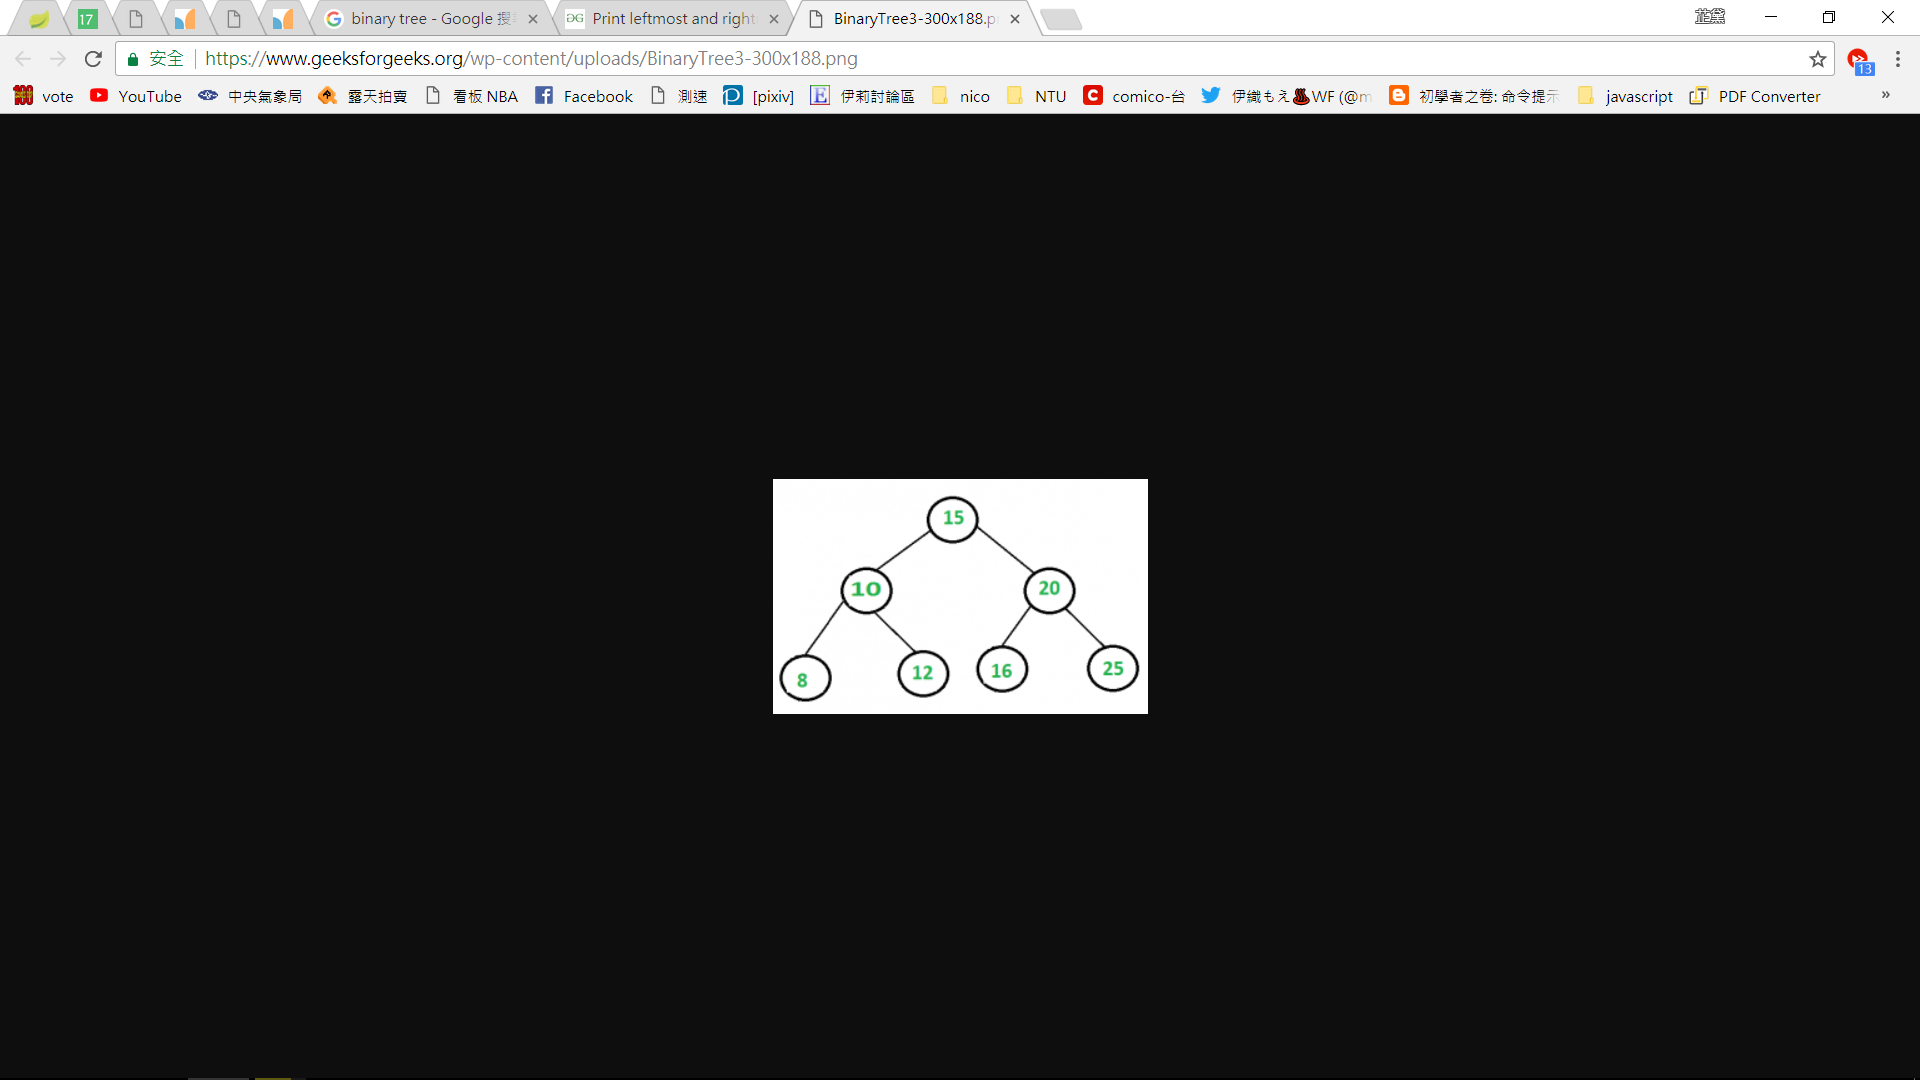 17
binary tree - Google 搜
Print leftmost and right
BinaryTree3-300x188.p
安全
https://www.geeksforgeeks.org/wp-content/uploads/BinaryTree3-300x188.png
13
vote
YouTube
中央氣象局
露天拍賣
看板 NBA
Facebook
測速
[pixiv]
伊莉討論區
nico
NTU
comico-台
伊織もえ♨WF (@m
初學者之卷: 命令提示
javascript
PDF Converter
»
15
10
20
8
12
16
25